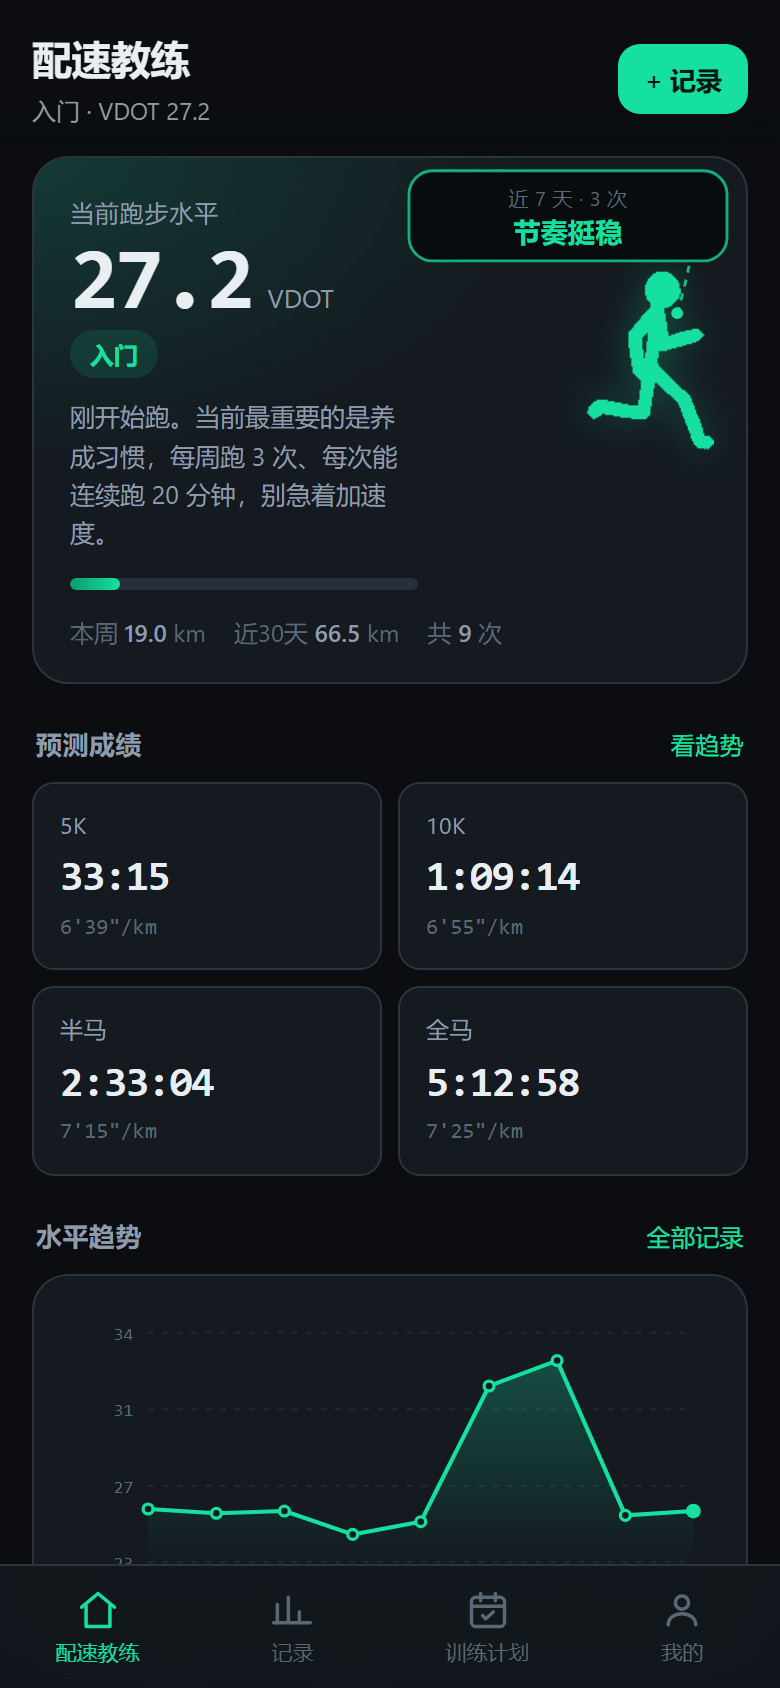 配速教练
入门 · VDOT 27.2
+ 记录
当前跑步水平
27.2 VDOT
入门
近 7 天 · 3 次
节奏挺稳
刚开始跑。当前最重要的是养
成习惯，每周跑 3 次、每次能
连续跑 20 分钟，别急着加速
度。
本周 19.0 km 近30天 66.5 km 共 9 次
预测成绩
看趋势
5K
33:15
6'39"/km
10K
1:09:14
6'55"/km
半马
2:33:04
7'15"/km
全马
5:12:58
7'25"/km
水平趋势
全部记录
34
31
27
23
配速教练
记录
训练计划
我的